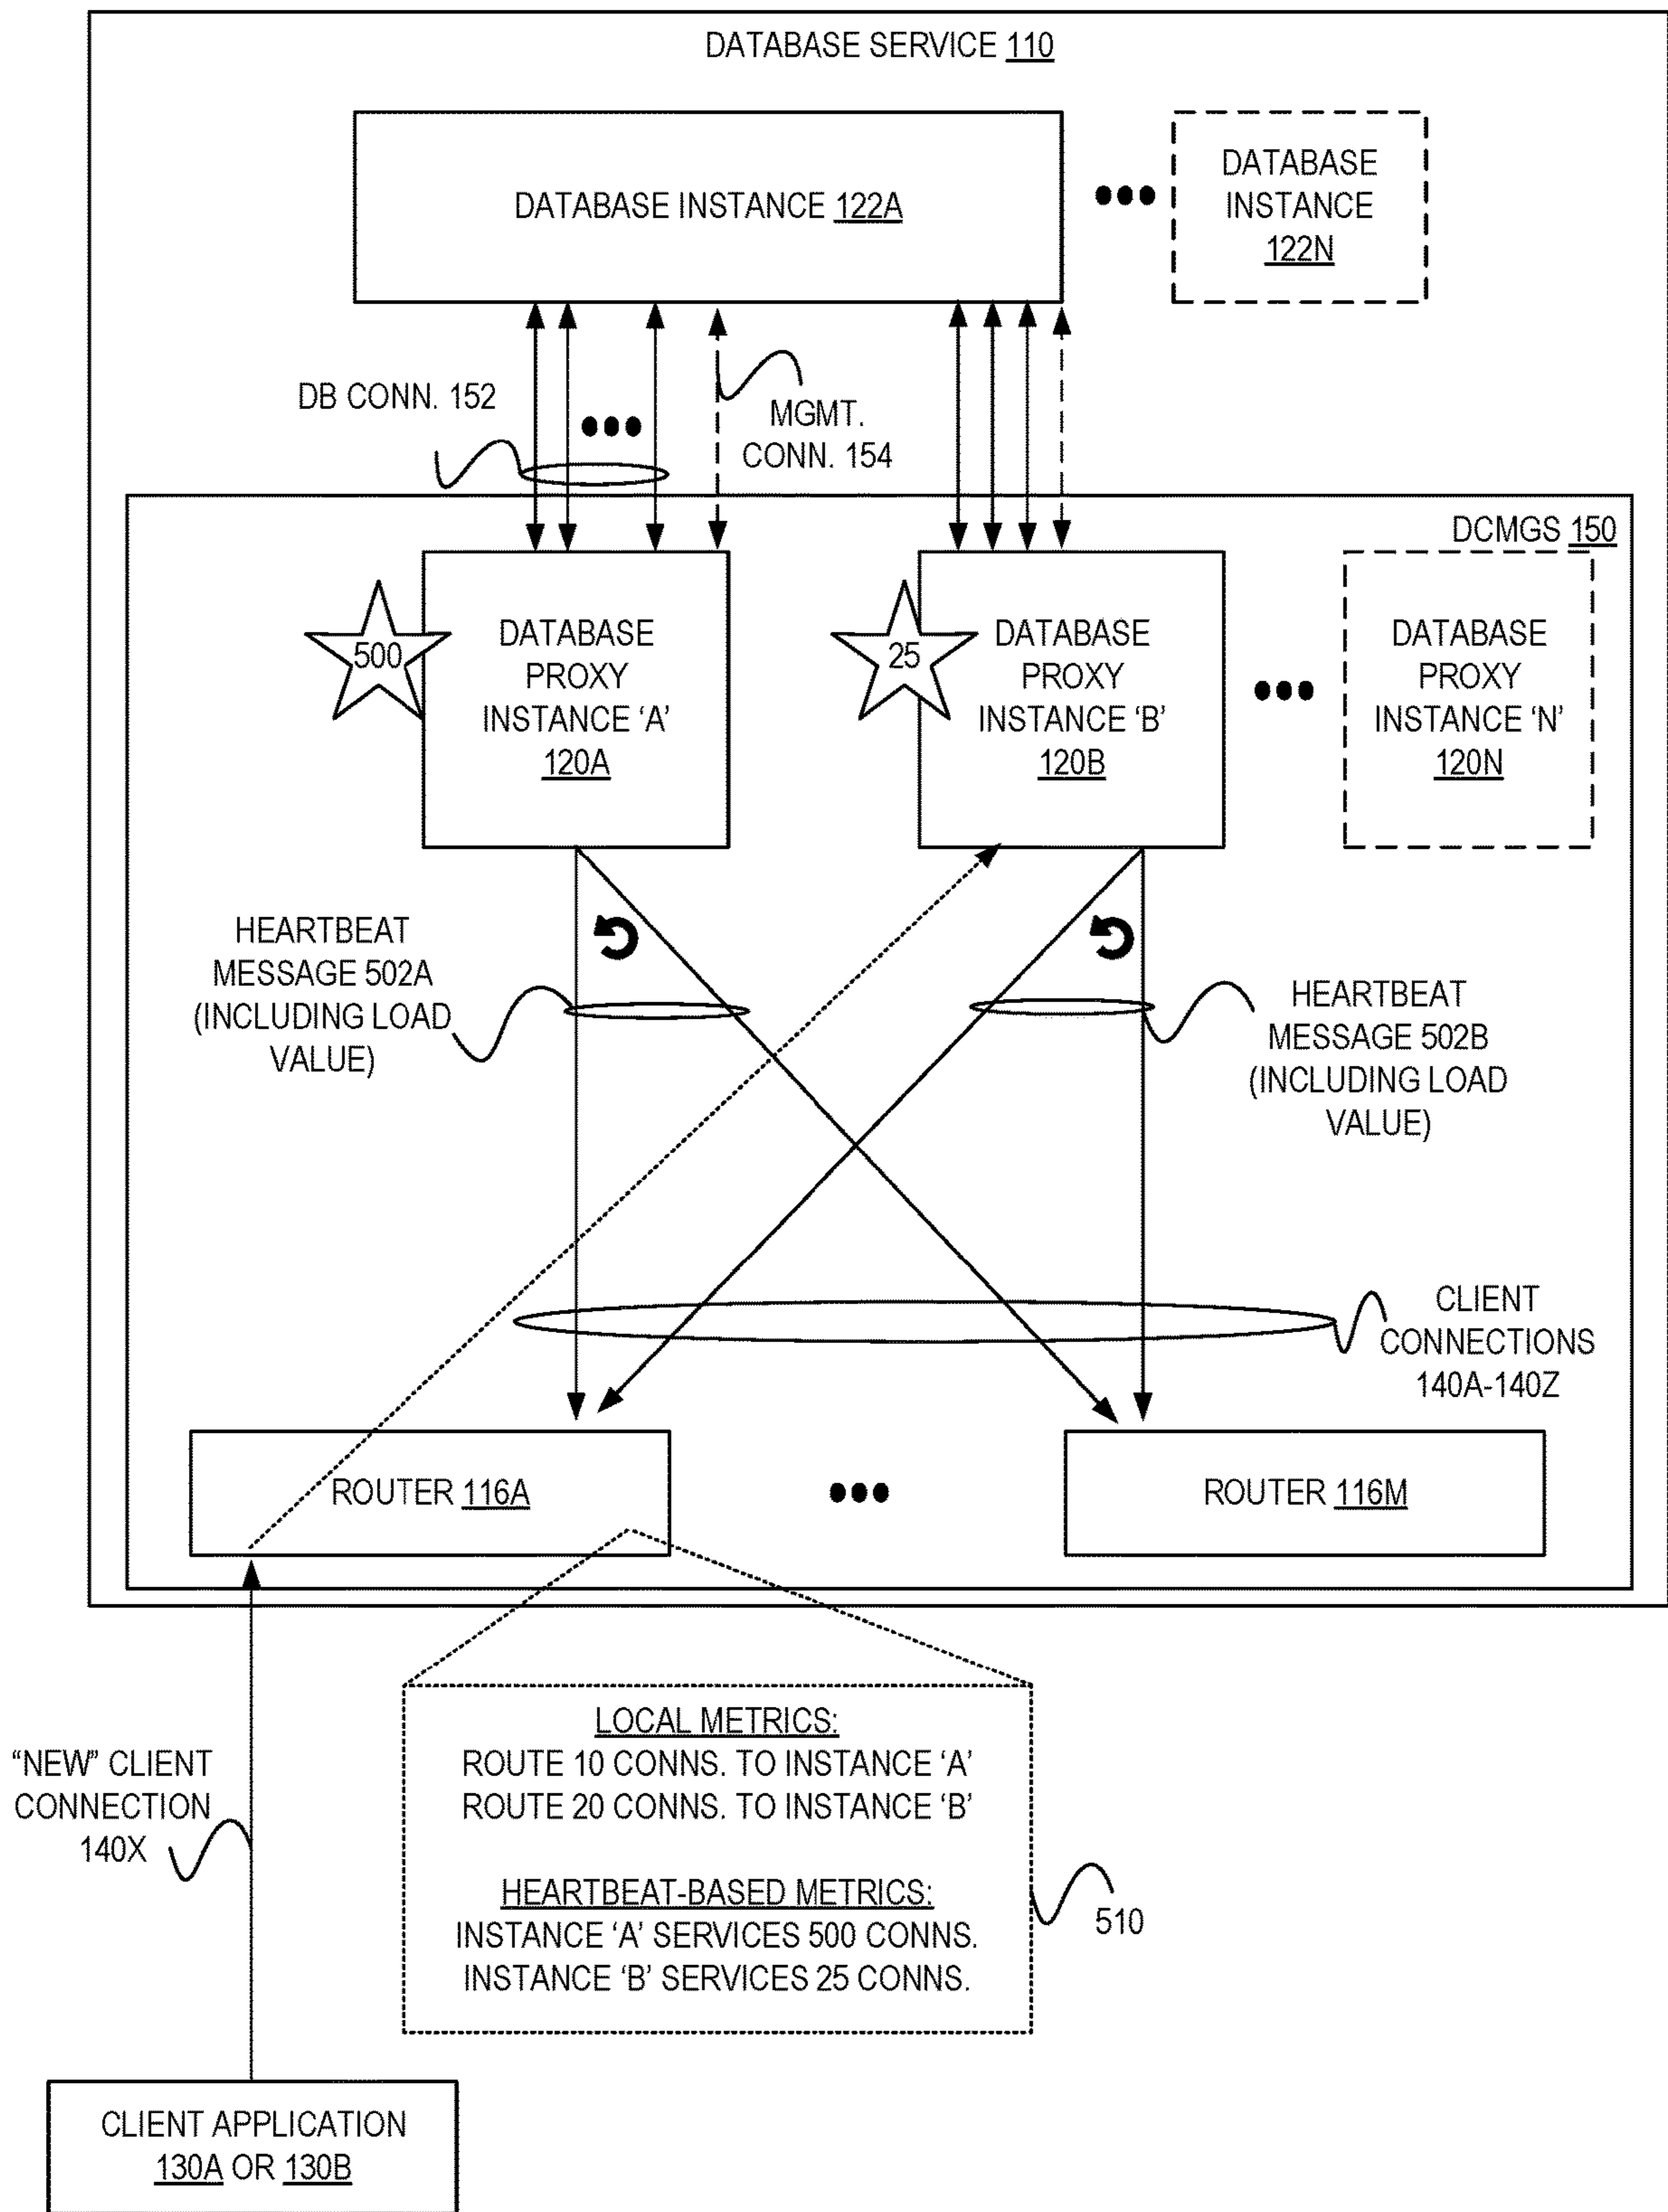 DATABASE SERVICE 110
DATABASE INSTANCE 122A
DATABASE
INSTANCE
122N
DB CONN. 152
MGMT.
CONN. 154
DCMGS 150
500
DATABASE
PROXY
INSTANCE ‘A’
120A
25
DATABASE
PROXY
INSTANCE ‘B’
120B
DATABASE
PROXY
INSTANCE ‘N’
120N
HEARTBEAT
MESSAGE 502A
(INCLUDING LOAD
VALUE)
HEARTBEAT
MESSAGE 502B
(INCLUDING LOAD
VALUE)
CLIENT
CONNECTIONS
140A-140Z
ROUTER 116A
ROUTER 116M
“NEW” CLIENT
CONNECTION
140X
LOCAL METRICS:
ROUTE 10 CONNS. TO INSTANCE ‘A’
ROUTE 20 CONNS. TO INSTANCE ‘B’
HEARTBEAT-BASED METRICS:
INSTANCE ‘A’ SERVICES 500 CONNS.
INSTANCE ‘B’ SERVICES 25 CONNS.
510
CLIENT APPLICATION
130A OR 130B